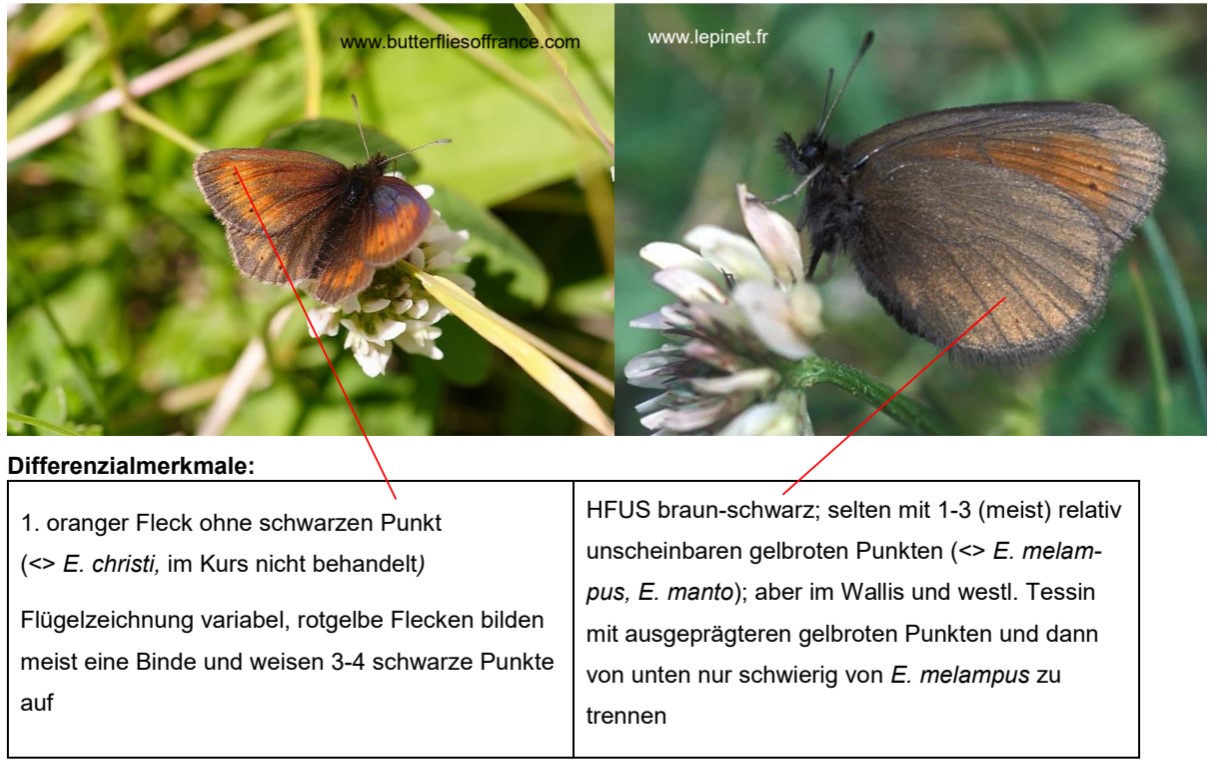 www.butterfliesoffrance.com
www.lepinet.fr
Differenzialmerkmale:
1. oranger Fleck ohne schwarzen Punkt
(<> E. christi, im Kurs nicht behandelt)
Flügelzeichnung variabel, rotgelbe Flecken bilden
meist eine Binde und weisen 3-4 schwarze Punkte
auf
HFUS braun-schwarz; selten mit 1-3 (meist) relativ
unscheinbaren gelbroten Punkten (<> E. melam-
pus, E. manto); aber im Wallis und westl. Tessin
mit ausgeprägteren gelbroten Punkten und dann
von unten nur schwierig von E. melampus zu
trennen